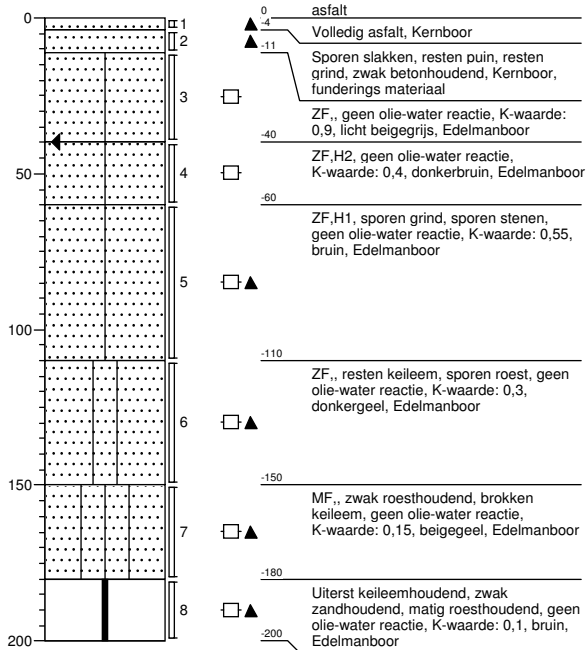 0
50
100
150
200
1
2
3
4
5
6
7
8
0
asfalt
-4
Volledig asfalt, Kernboor
-11
Sporen slakken, resten puin, resten
grind, zwak betonhoudend, Kernboor,
funderings materiaal
ZF,, geen olie-water reactie, K-waarde:
0,9, licht beigegrijs, Edelmanboor
-40
ZF,H2, geen olie-water reactie,
K-waarde: 0,4, donkerbruin, Edelmanboor
-60
ZF,H1, sporen grind, sporen stenen,
geen olie-water reactie, K-waarde: 0,55,
bruin, Edelmanboor
-110
ZF,, resten keileem, sporen roest, geen
olie-water reactie, K-waarde: 0,3,
donkergeel, Edelmanboor
-150
MF,, zwak roesthoudend, brokken
keileem, geen olie-water reactie,
K-waarde: 0,15, beigegeel, Edelmanboor
-180
Uiterst keileemhoudend, zwak
zandhoudend, matig roesthoudend, geen
olie-water reactie, K-waarde: 0,1, bruin,
Edelmanboor
-200